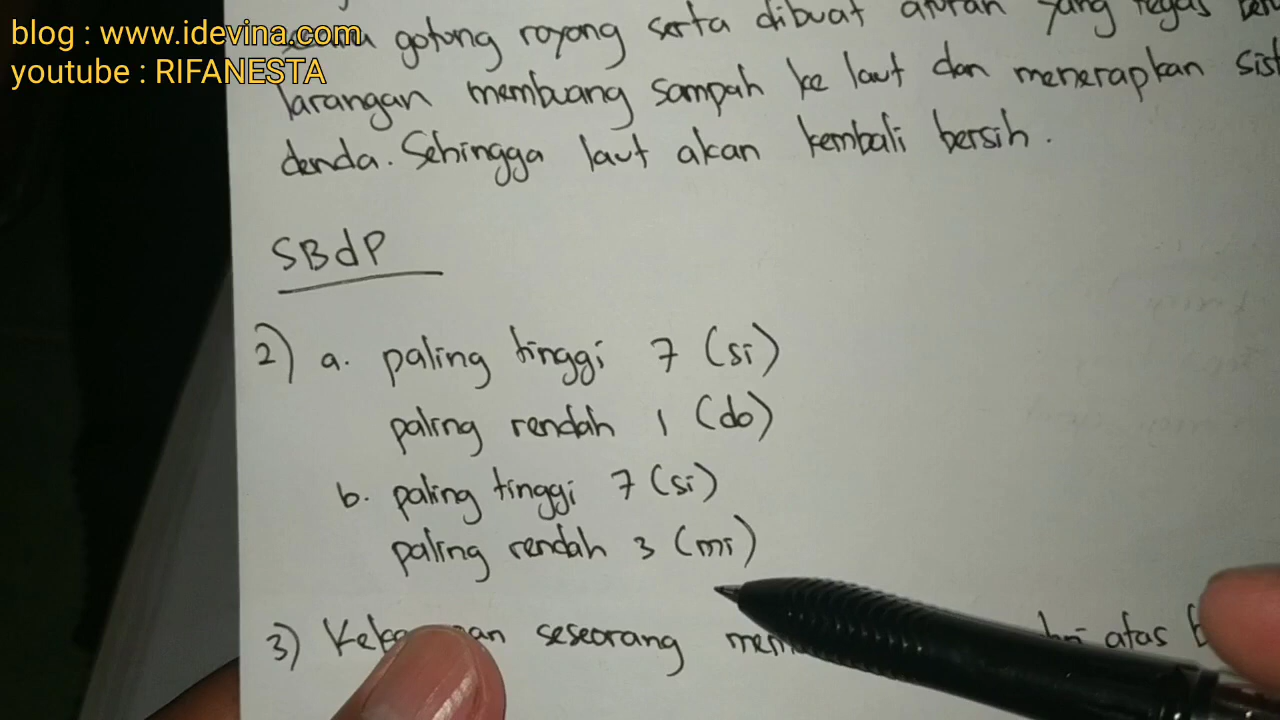 blog : www.idevina.com
youtube : RIFANESTA
gotong royong serta dibuat aturan yang tegas
larangan membuang sampah ke laut dan menerapkan
denda. Sehingga laut akan kembali bersih.
SBdP
2) a. paling tinggi 7 (si)
paling rendah 1 (do)
b. paling tinggi 7 (si)
paling rendah 3 (mi)
3) seseorang atas